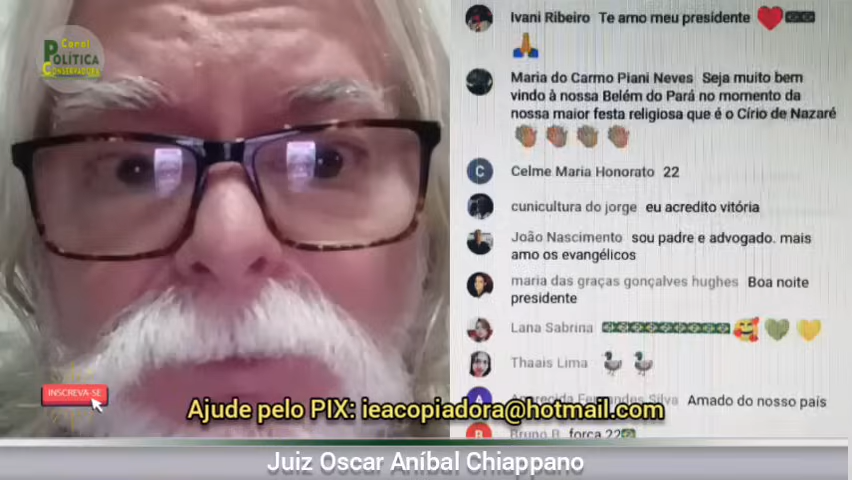 Canal
POLÍTICA
CONSERVADORA
INSCREVA-SE
Ivani Ribeiro Te amo meu presidente
Maria do Carmo Piani Neves Seja muito bem
vindo à nossa Belém do Pará no momento da
nossa maior festa religiosa que é o Círio de Nazaré
C
Celme Maria Honorato 22
cunicultura do jorge eu acredito vitória
João Nascimento sou padre e advogado. mais
amo os evangélicos
maria das graças gonçalves hughes Boa noite
presidente
Lana Sabrina
Thaais Lima
A
Aparecida Fernandes Silva Amado do nosso país
B
Bruno B. força 22
Ajude pelo PIX: ieacopiadora@hotmail.com
Juiz Oscar Aníbal Chiappano